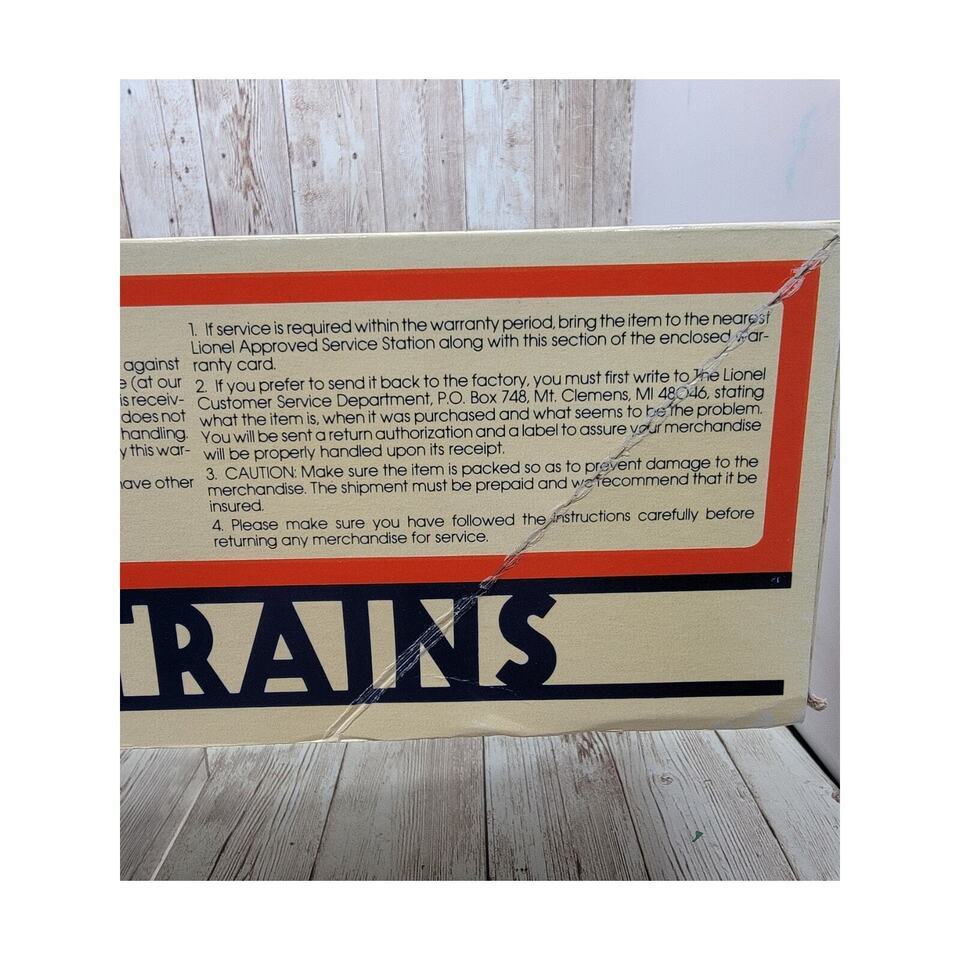 against
(at our
is receiv-
does not
handling.
y this war-
have other
1. If service is required within the warranty period, bring the item to the nearest
Lionel Approved Service Station along with this section of the enclosed war-
ranty card.
2. If you prefer to send it back to the factory, you must first write to The Lionel
Customer Service Department, P.O. Box 748, Mt. Clemens, MI 48046, stating
what the item is, when it was purchased and what seems to be the problem.
You will be sent a return authorization and a label to assure your merchandise
will be properly handled upon its receipt.
3. CAUTION: Make sure the item is packed so as to prevent damage to the
merchandise. The shipment must be prepaid and we recommend that it be
insured.
4. Please make sure you have followed the instructions carefully before
returning any merchandise for service.
TRAINS